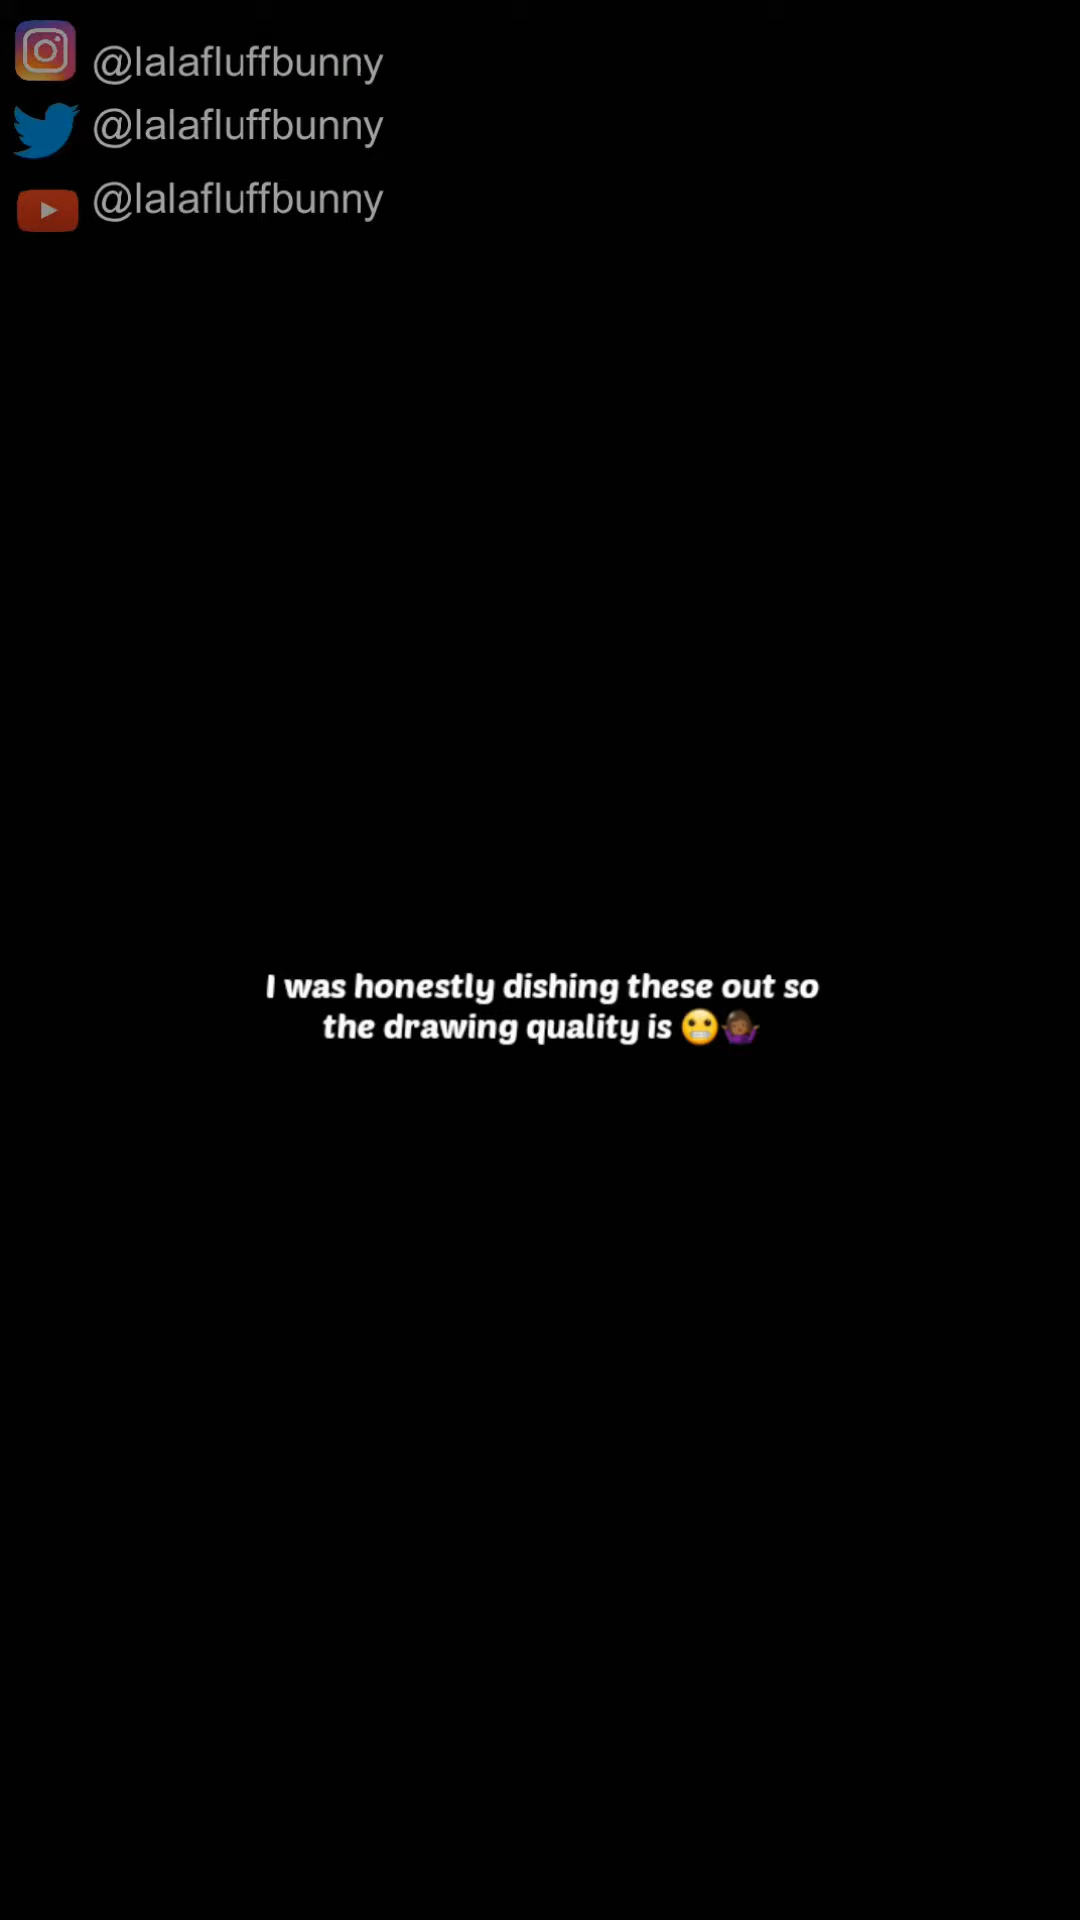 @lalafluffbunny
@lalafluffbunny
@lalafluffbunny
I was honestly dishing these out so
the drawing quality is 😬🤷🏾‍♀️